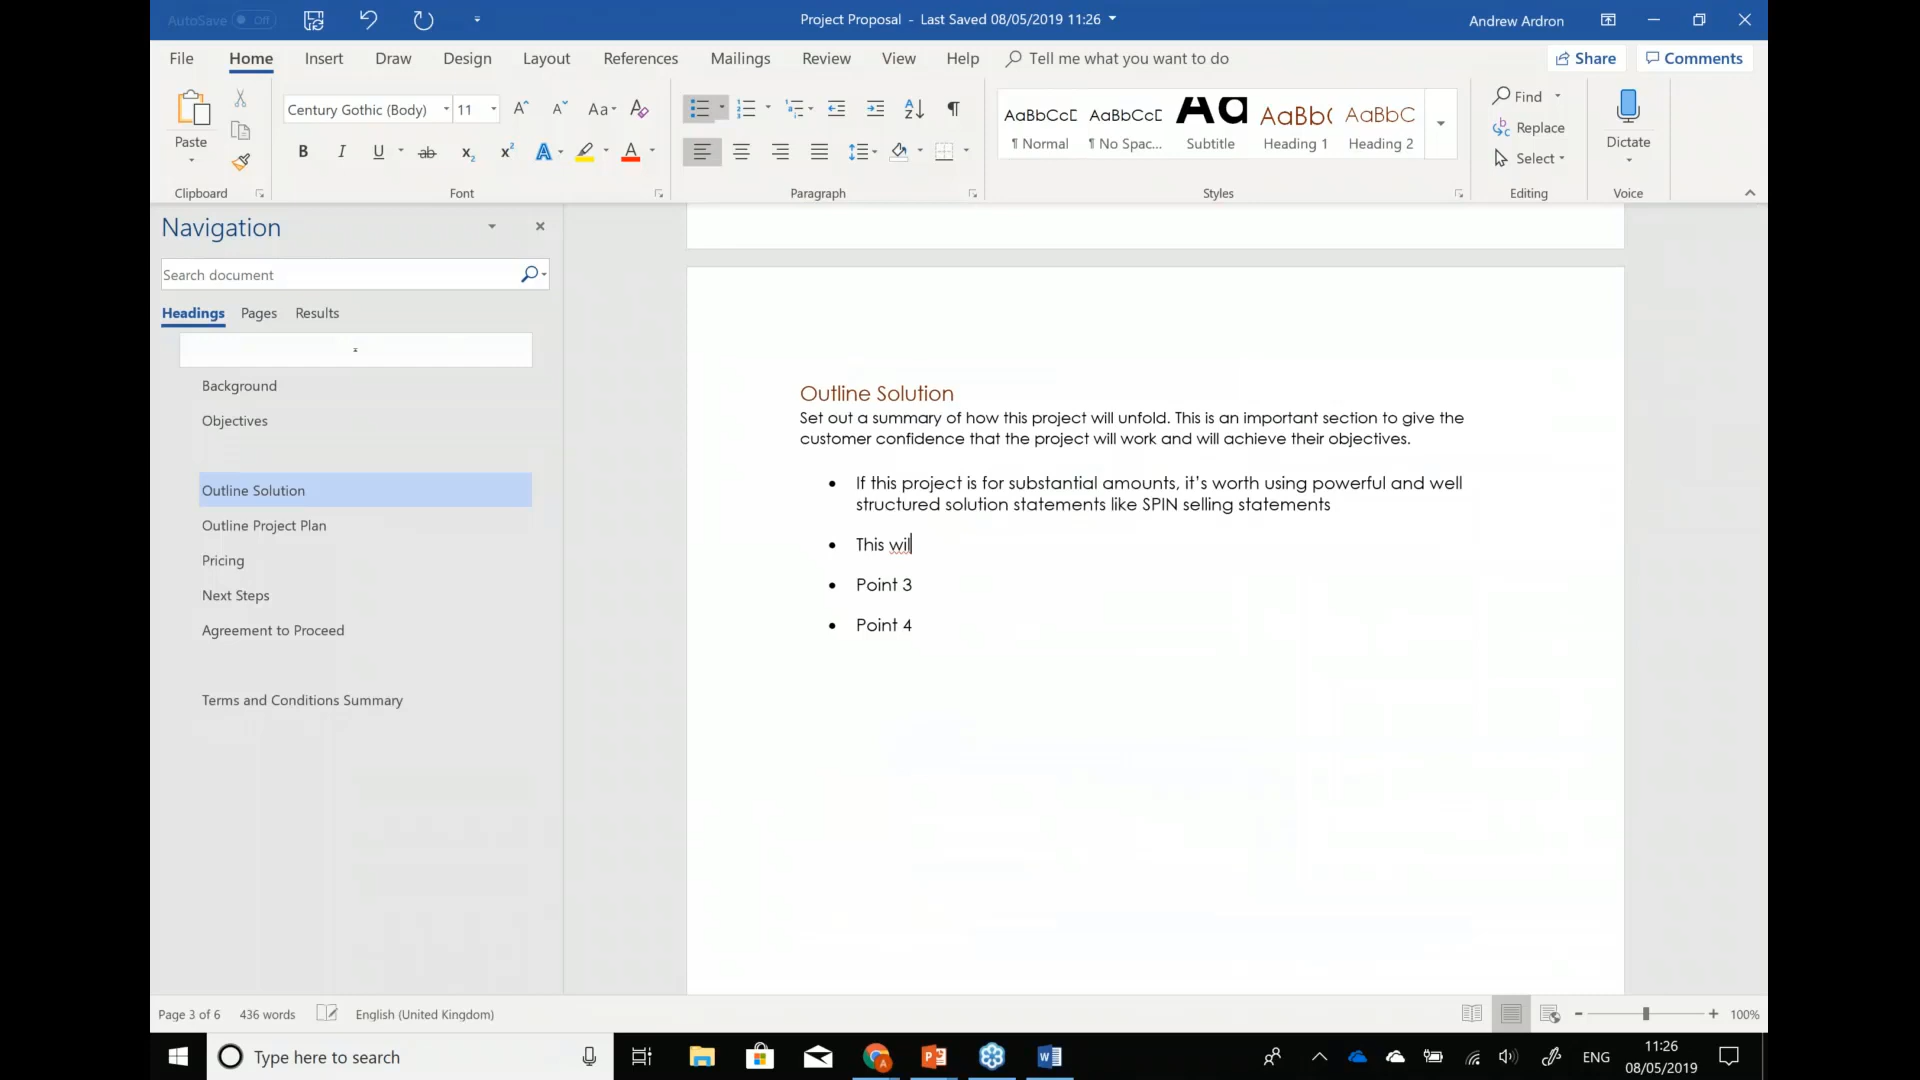 AutoSave Off
Project Proposal - Last Saved 08/05/2019 11:26
Andrew Ardron
File Home Insert Draw Design Layout References Mailings Review View Help Tell me what you want to do
Share Comments
Paste
Clipboard
Century Gothic (Body) 11
Aa
B I U ab x₂ x² A A
Font
Paragraph
AaBbCcD AaBbCcD Aa AaBb( AaBbC
¶ Normal ¶ No Spac... Subtitle Heading 1 Heading 2
Styles
Find
Replace
Select
Editing
Dictate
Voice
Navigation
Search document
Headings Pages Results
Background
Objectives
Outline Solution
Outline Project Plan
Pricing
Next Steps
Agreement to Proceed
Terms and Conditions Summary
Outline Solution
Set out a summary of how this project will unfold. This is an important section to give the
customer confidence that the project will work and will achieve their objectives.
• If this project is for substantial amounts, it’s worth using powerful and well
structured solution statements like SPIN selling statements
• This wil
• Point 3
• Point 4
Page 3 of 6 436 words English (United Kingdom)
100%
Type here to search
ENG
11:26
08/05/2019